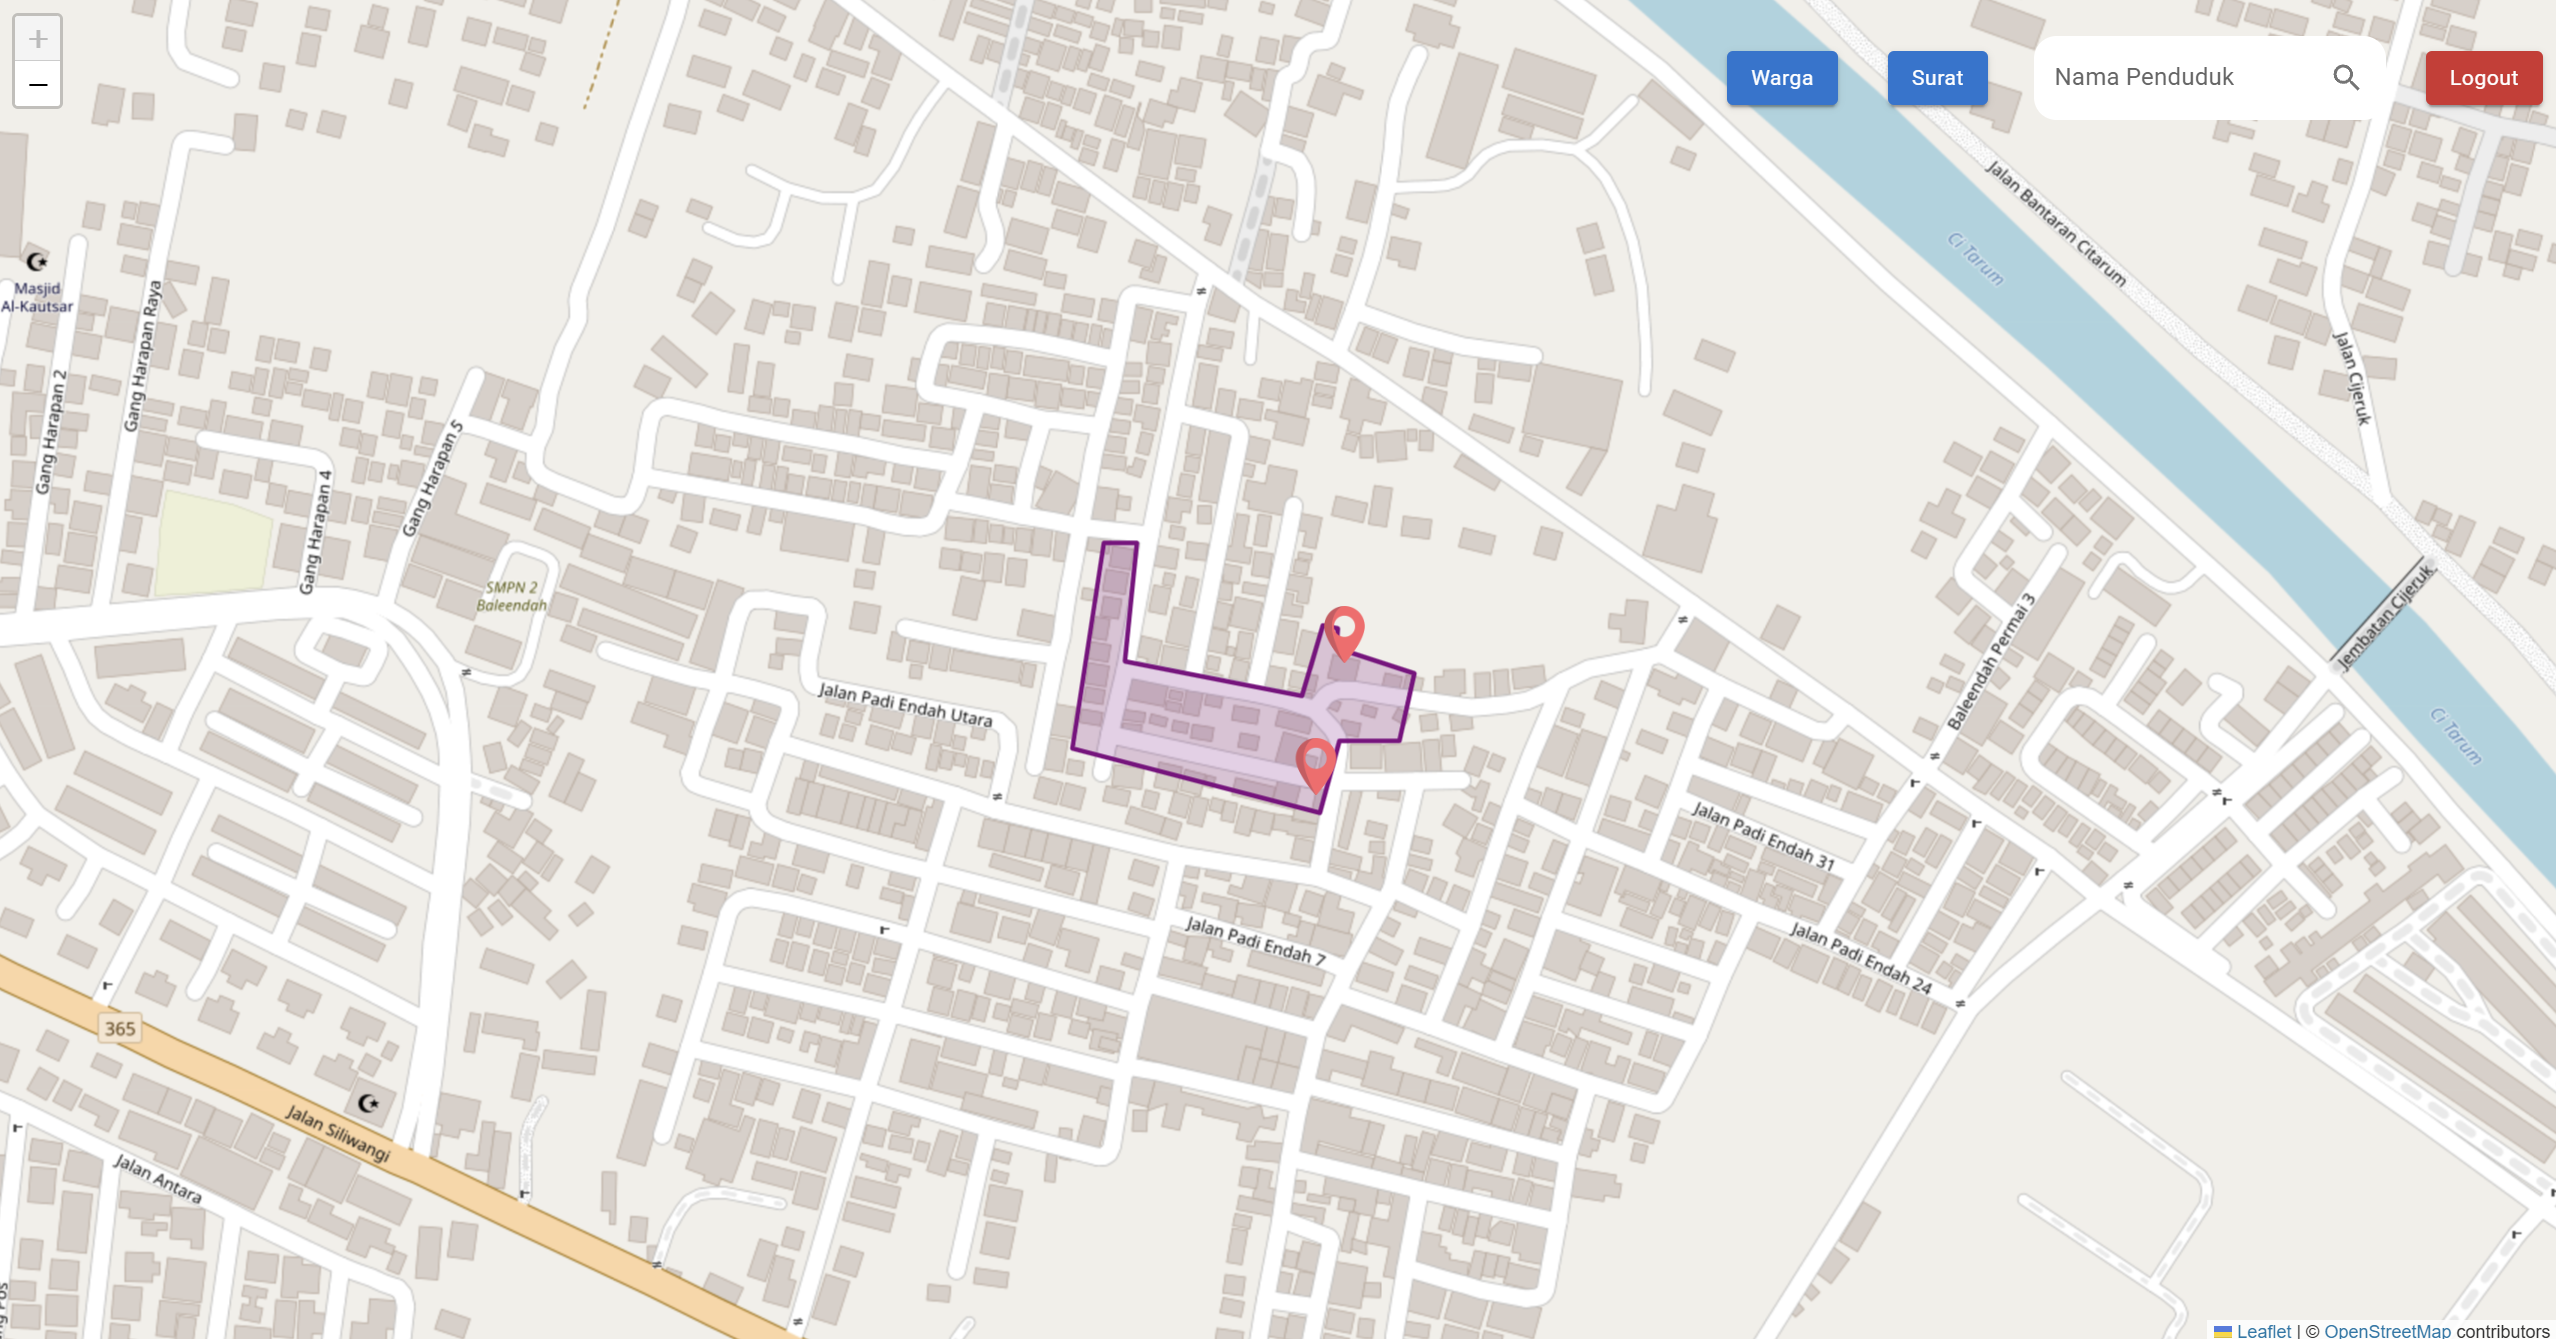 +
−
Warga
Surat
Nama Penduduk
Logout
Jalan Bantaran Citarum
Ci Tarum
Masjid
Al-Kautsar
Gang Harapan Raya
Gang Harapan 2
Jalan Cijeruk
Gang Harapan 5
Gang Harapan 4
SMPN 2
Baleendah
Jembatan Cijeruk
Baleendah Permai 3
Jalan Padi Endah Utara
Ci Tarum
Jalan Padi Endah 31
Jalan Padi Endah 7
Jalan Padi Endah 24
365
Jalan Siliwangi
Jalan Antara
Leaflet | © OpenStreetMap contributors